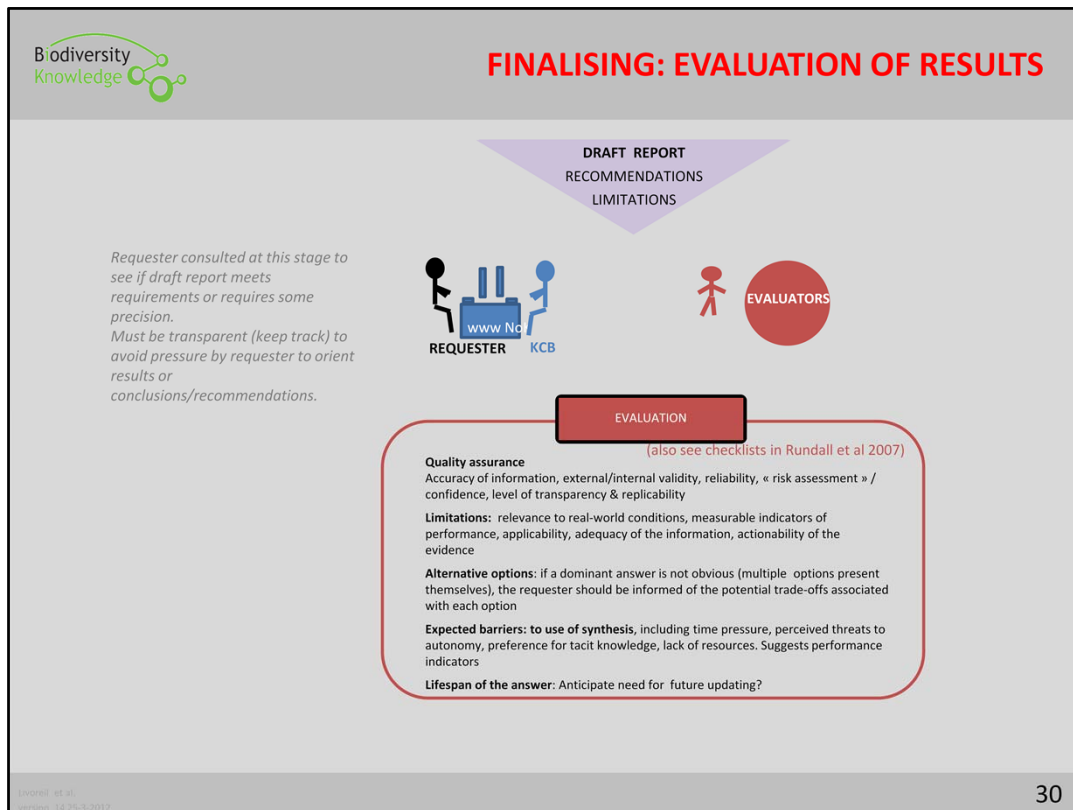 Biodiversity
Knowledge
FINALISING: EVALUATION OF RESULTS
DRAFT REPORT
RECOMMENDATIONS
LIMITATIONS
Requester consulted at this stage to
see if draft report meets
requirements or requires some
precision.
Must be transparent (keep track) to
avoid pressure by requester to orient
results or
conclusions/recommendations.
www No
REQUESTER KCB
EVALUATORS
EVALUATION
(also see checklists in Rundall et al 2007)
Quality assurance
Accuracy of information, external/internal validity, reliability, « risk assessment » /
confidence, level of transparency & replicability
Limitations: relevance to real-world conditions, measurable indicators of
performance, applicability, adequacy of the information, actionability of the
evidence
Alternative options: if a dominant answer is not obvious (multiple options present
themselves), the requester should be informed of the potential trade-offs associated
with each option
Expected barriers: to use of synthesis, including time pressure, perceived threats to
autonomy, preference for tacit knowledge, lack of resources. Suggests performance
indicators
Lifespan of the answer: Anticipate need for future updating?
et al,
version 14 25-5-2012
30